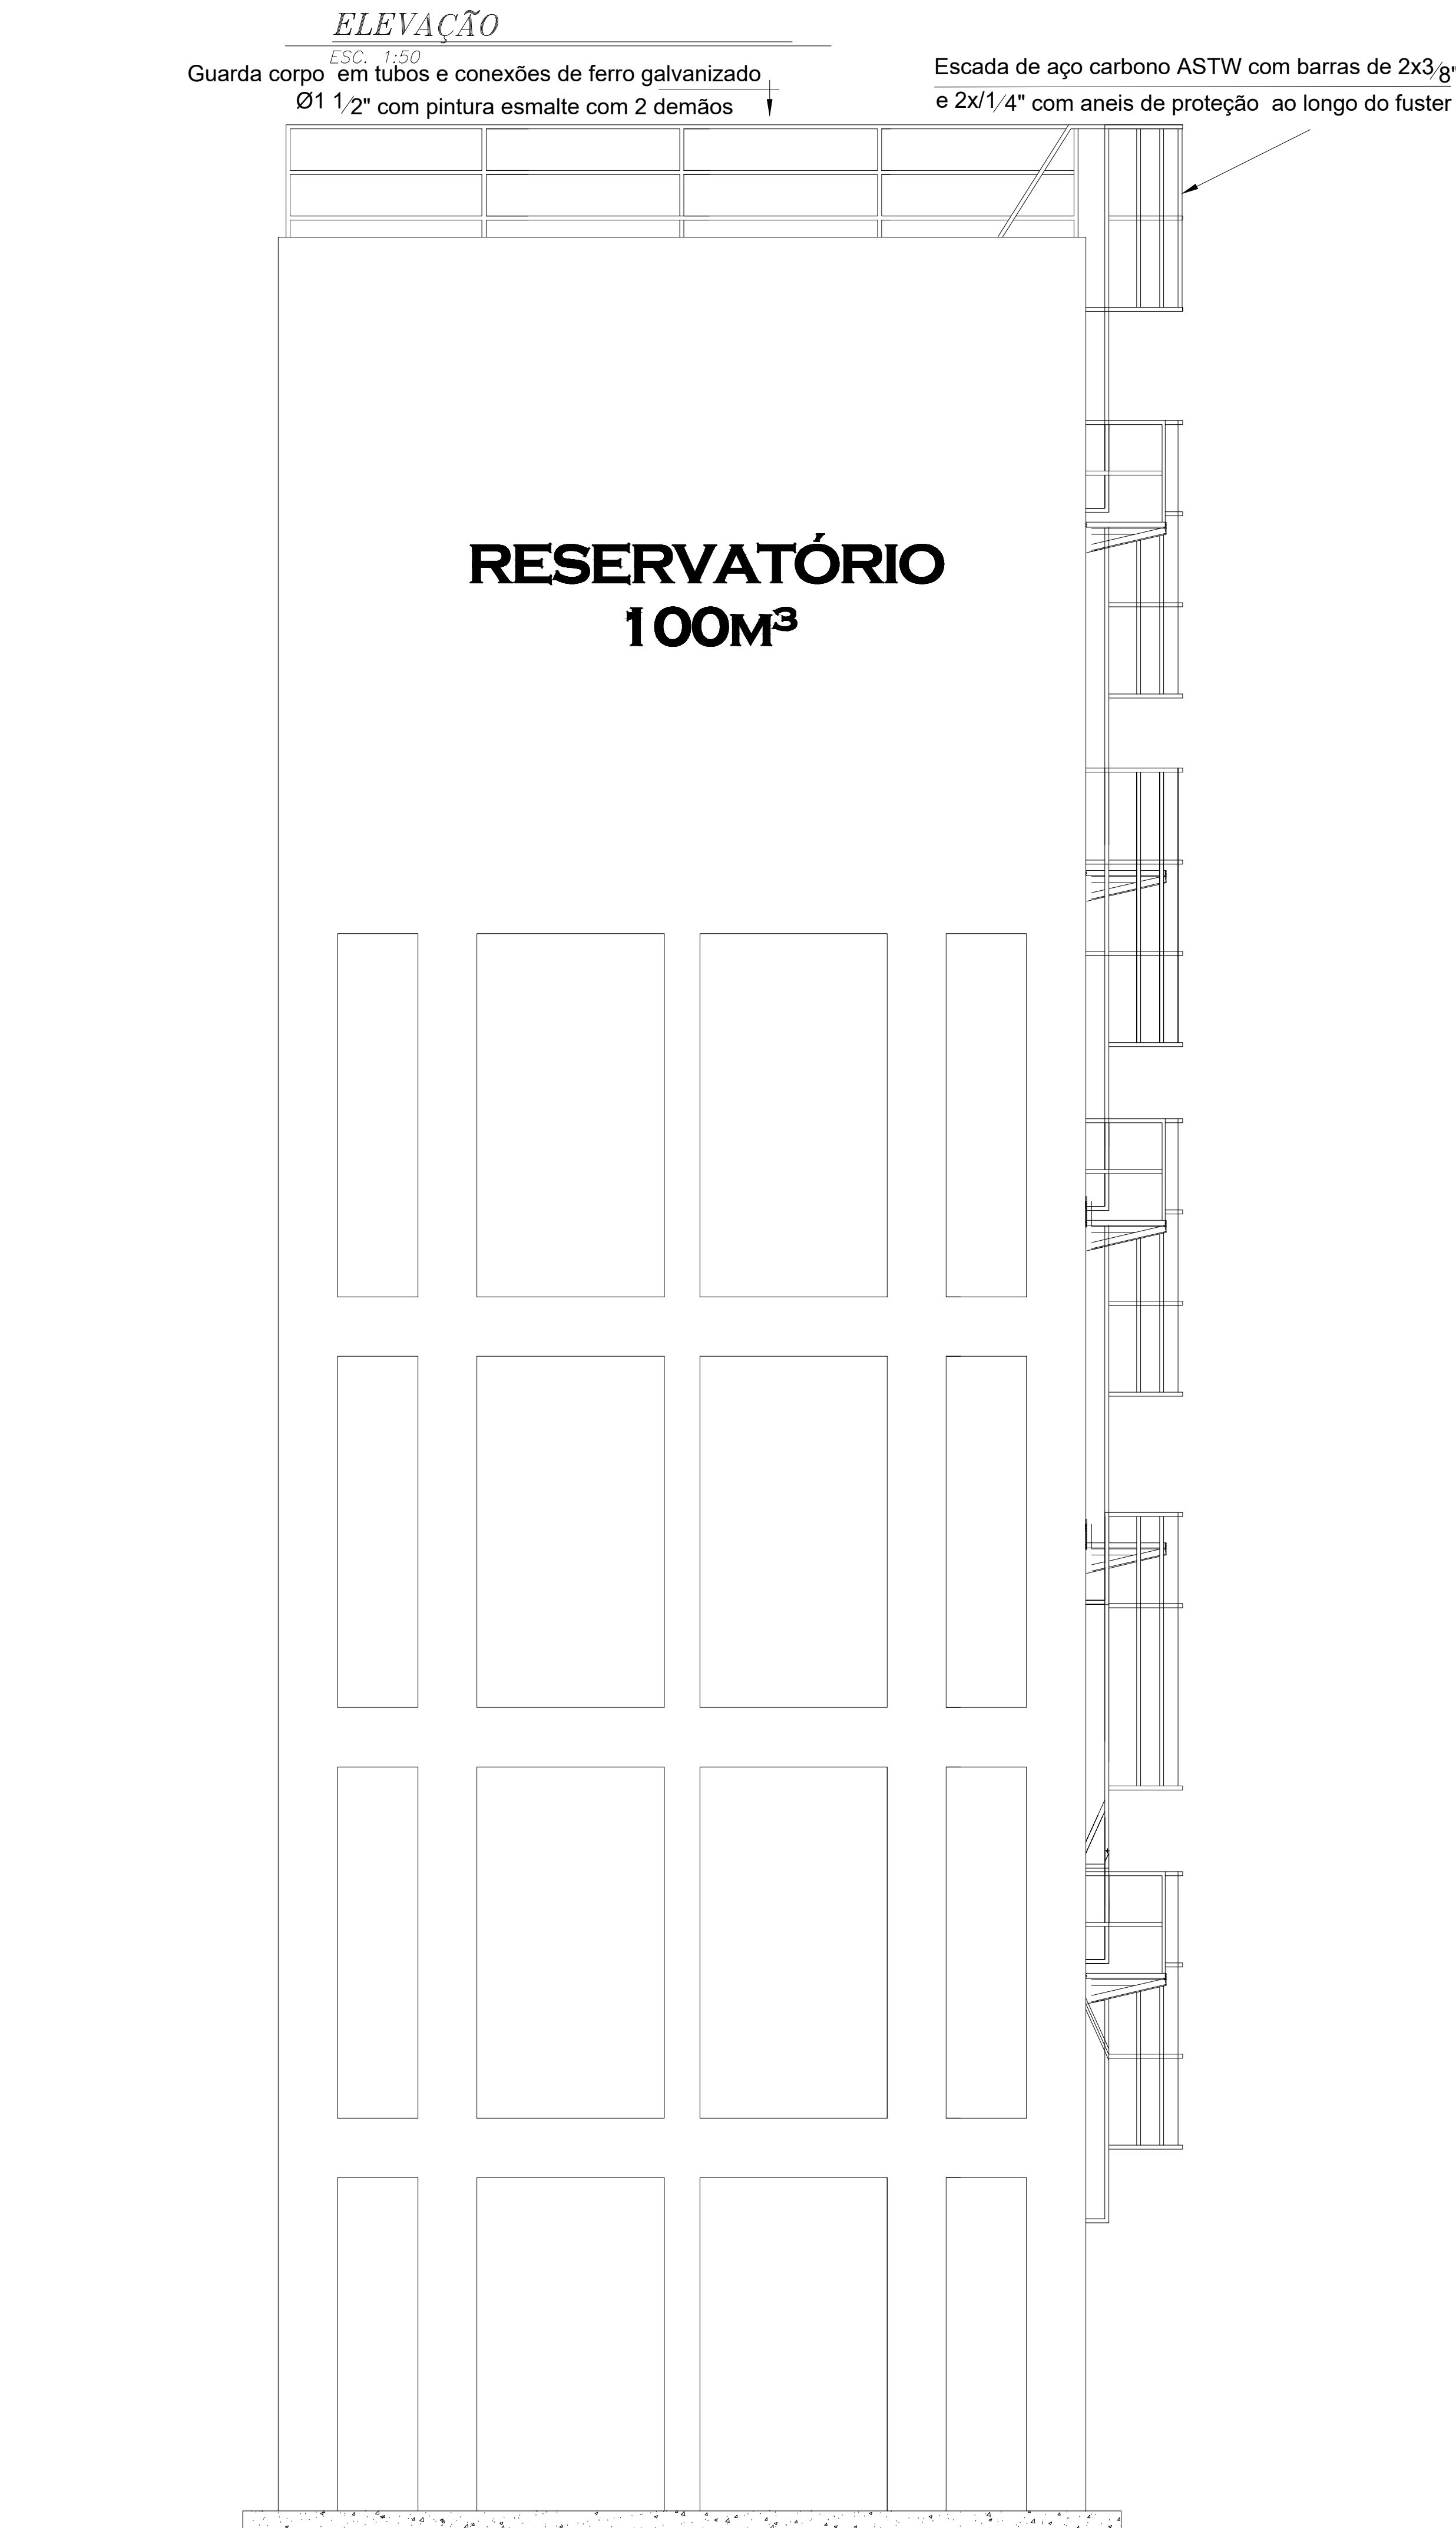 ELEVAÇÃO
ESC. 1:50
Guarda corpo em tubos e conexões de ferro galvanizado
Ø1 1/2" com pintura esmalte com 2 demãos
Escada de aço carbono ASTW com barras de 2x3/8"
e 2x/1/4" com aneis de proteção ao longo do fuster
RESERVATÓRIO
100M³